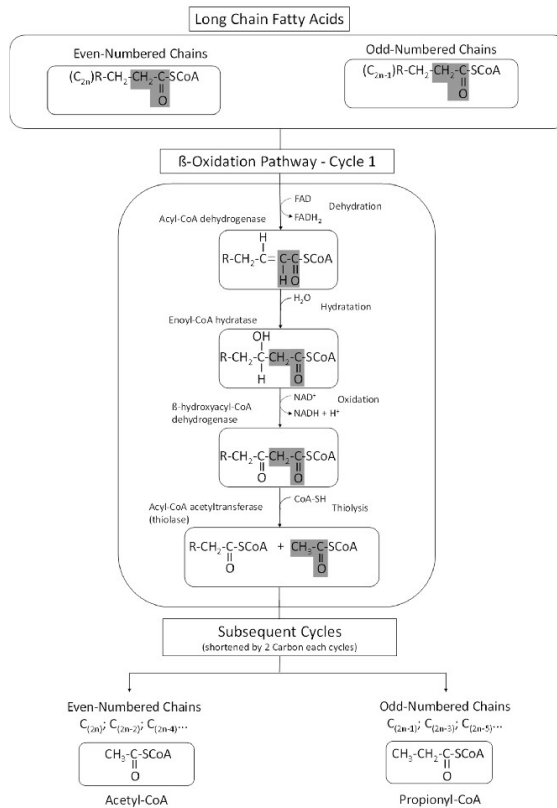 Long Chain Fatty Acids
Even-Numbered Chains
(C₂ₙ)R-CH₂-CH₂-C-SCoA
O
Odd-Numbered Chains
(C₂ₙ₋₁)R-CH₂-CH₂-C-SCoA
O
ß-Oxidation Pathway - Cycle 1
FAD
Dehydration
FADH₂
Acyl-CoA dehydrogenase
H
R-CH₂-C=C-C-SCoA
H O
H₂O
Hydratation
Enoyl-CoA hydratase
OH
R-CH₂-C-CH₂-C-SCoA
H O
NAD⁺
Oxidation
NADH + H⁺
ß-hydroxyacyl-CoA
dehydrogenase
R-CH₂-C-CH₂-C-SCoA
O O
CoA-SH
Thiolysis
Acyl-CoA acetyltransferase
(thiolase)
R-CH₂-C-SCoA + CH₃-C-SCoA
O O
Subsequent Cycles
(shortened by 2 Carbon each cycles)
Even-Numbered Chains
C₍₂ₙ₎; C₍₂ₙ₋₂₎; C₍₂ₙ₋₄₎...
CH₃-C-SCoA
O
Acetyl-CoA
Odd-Numbered Chains
C₍₂ₙ₋₁₎; C₍₂ₙ₋₃₎; C₍₂ₙ₋₅₎...
CH₃-CH₂-C-SCoA
O
Propionyl-CoA